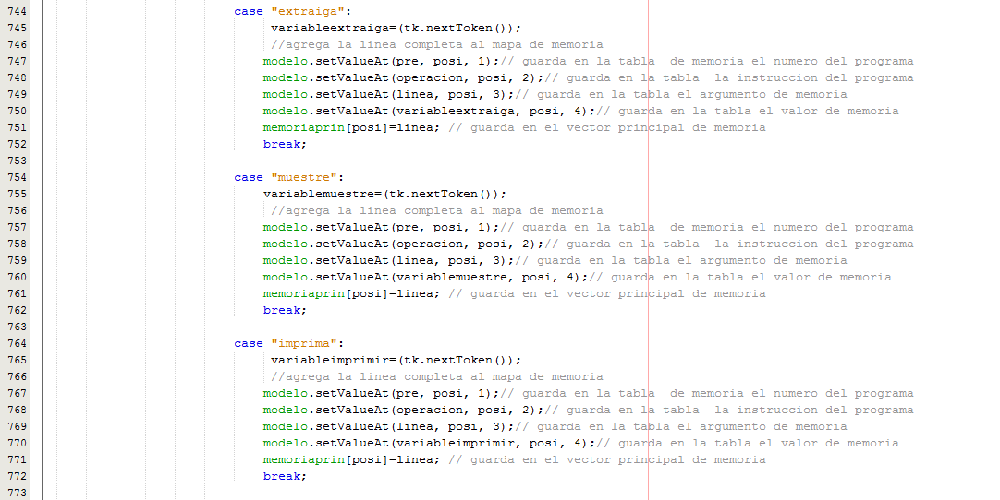 744 case "extraiga":
745 variableextraiga=(tk.nextToken());
746 //agrega la linea completa al mapa de memoria
747 modelo.setValueAt(pre, posi, 1);// guarda en la tabla  de memoria el numero del programa
748 modelo.setValueAt(operacion, posi, 2);// guarda en la tabla  la instruccion del programa
749 modelo.setValueAt(linea, posi, 3);// guarda en la tabla el argumento de memoria
750 modelo.setValueAt(variableextraiga, posi, 4);// guarda en la tabla el valor de memoria
751 memoriaprin[posi]=linea; // guarda en el vector principal de memoria
752 break;
753
754 case "muestre":
755 variablemuestre=(tk.nextToken());
756 //agrega la linea completa al mapa de memoria
757 modelo.setValueAt(pre, posi, 1);// guarda en la tabla  de memoria el numero del programa
758 modelo.setValueAt(operacion, posi, 2);// guarda en la tabla  la instruccion del programa
759 modelo.setValueAt(linea, posi, 3);// guarda en la tabla el argumento de memoria
760 modelo.setValueAt(variablemuestre, posi, 4);// guarda en la tabla el valor de memoria
761 memoriaprin[posi]=linea; // guarda en el vector principal de memoria
762 break;
763
764 case "imprima":
765 variableimprimir=(tk.nextToken());
766 //agrega la linea completa al mapa de memoria
767 modelo.setValueAt(pre, posi, 1);// guarda en la tabla  de memoria el numero del programa
768 modelo.setValueAt(operacion, posi, 2);// guarda en la tabla  la instruccion del programa
769 modelo.setValueAt(linea, posi, 3);// guarda en la tabla el argumento de memoria
770 modelo.setValueAt(variableimprimir, posi, 4);// guarda en la tabla el valor de memoria
771 memoriaprin[posi]=linea; // guarda en el vector principal de memoria
772 break;
773